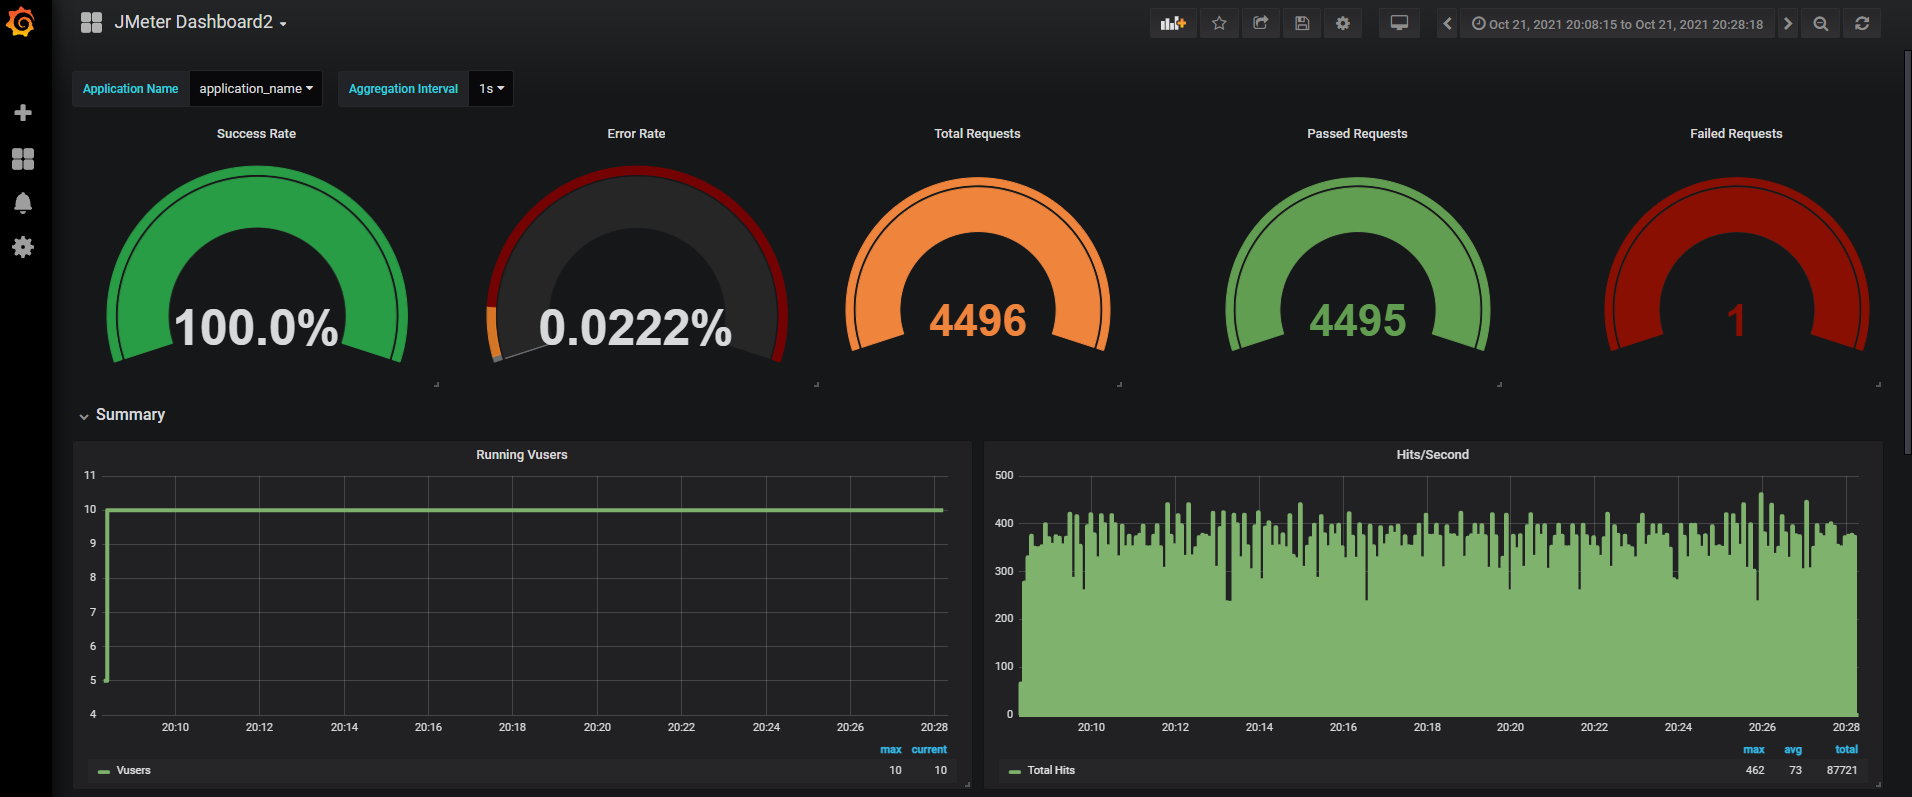 JMeter Dashboard2
Oct 21, 2021 20:08:15 to Oct 21, 2021 20:28:18
Application Name application_name Aggregation Interval 1s
Success Rate Error Rate Total Requests Passed Requests Failed Requests
100.0% 0.0222% 4496 4495 1
Summary
Running Vusers
11
10
9
8
7
6
5
4
20:10 20:12 20:14 20:16 20:18 20:20 20:22 20:24 20:26 20:28
max current
Vusers 10 10
Hits/Second
500
400
300
200
100
0
20:10 20:12 20:14 20:16 20:18 20:20 20:22 20:24 20:26 20:28
max avg total
Total Hits 462 73 87721